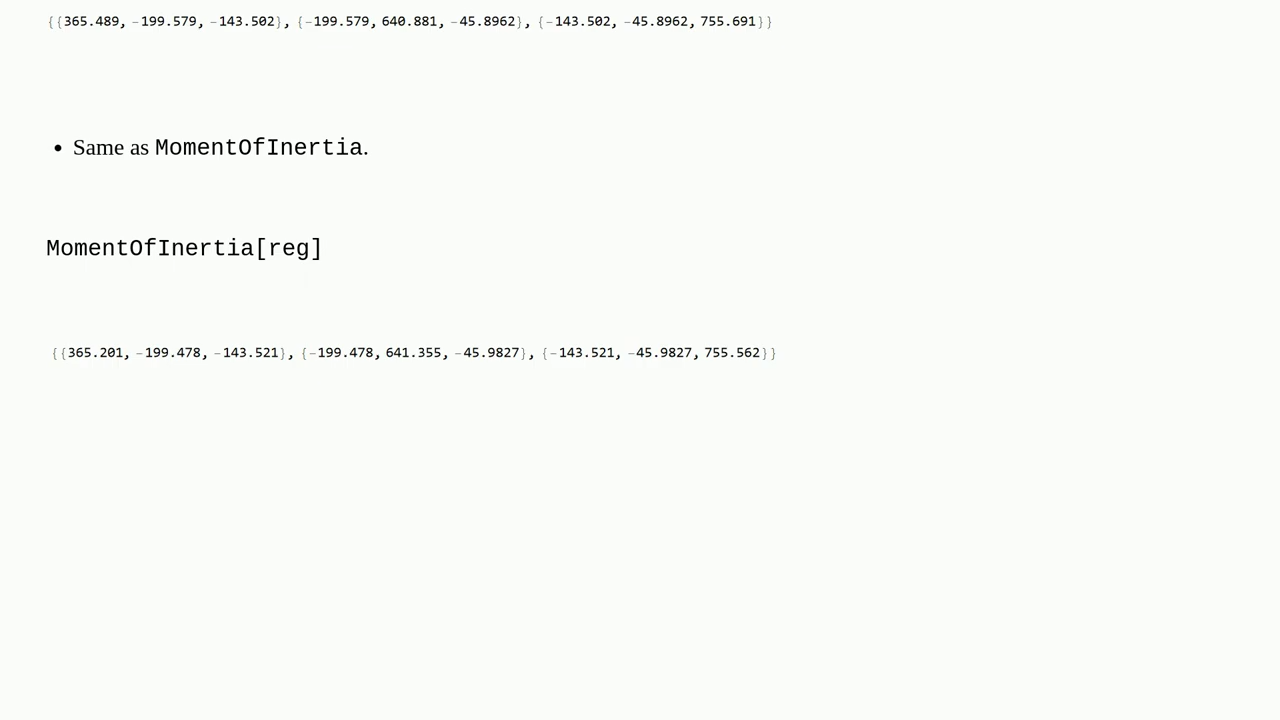 {{365.489, -199.579, -143.502}, {-199.579, 640.881, -45.8962}, {-143.502, -45.8962, 755.691}}
• Same as MomentOfInertia.
MomentOfInertia[reg]
{{365.201, -199.478, -143.521}, {-199.478, 641.355, -45.9827}, {-143.521, -45.9827, 755.562}}